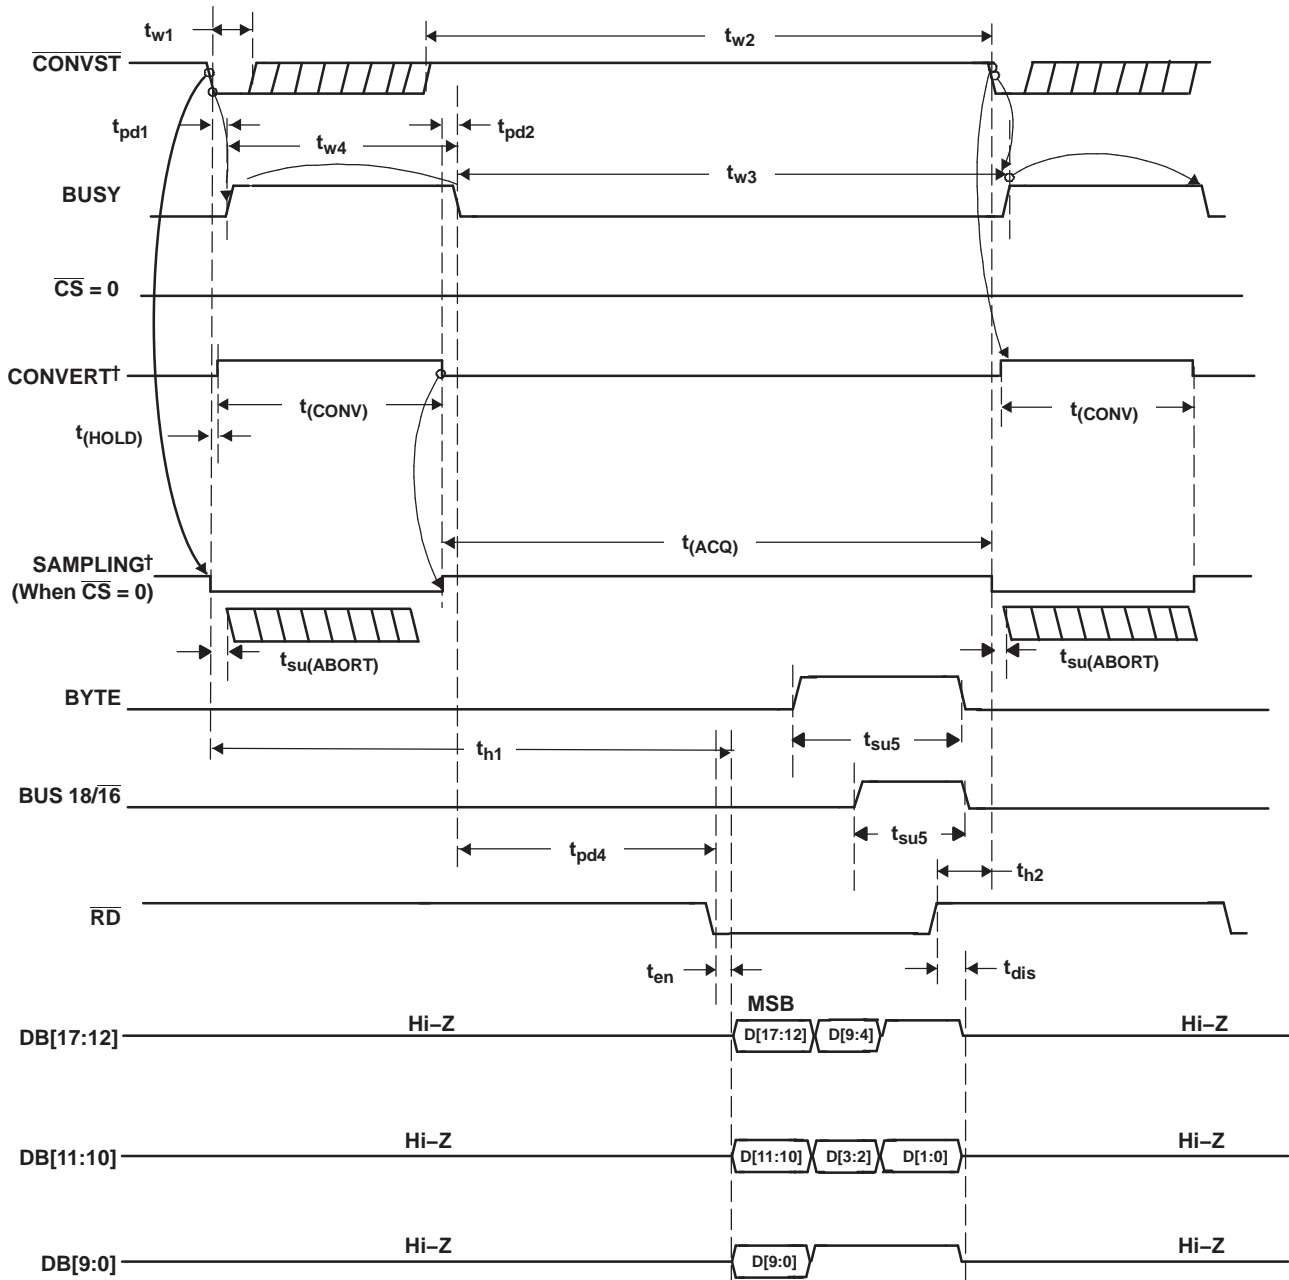 tw1
tw2
CONVST
tpd1
tw4
tpd2
tw3
BUSY
CS = 0
CONVERT†
t(CONV)
t(CONV)
t(HOLD)
t(ACQ)
SAMPLING†
(When CS = 0)
tsu(ABORT)
tsu(ABORT)
BYTE
th1
tsu5
BUS 18/16
tsu5
tpd4
th2
RD
ten
tdis
MSB
Hi–Z
Hi–Z
DB[17:12]
D[17:12]
D[9:4]
Hi–Z
Hi–Z
DB[11:10]
D[11:10]
D[3:2]
D[1:0]
Hi–Z
Hi–Z
DB[9:0]
D[9:0]